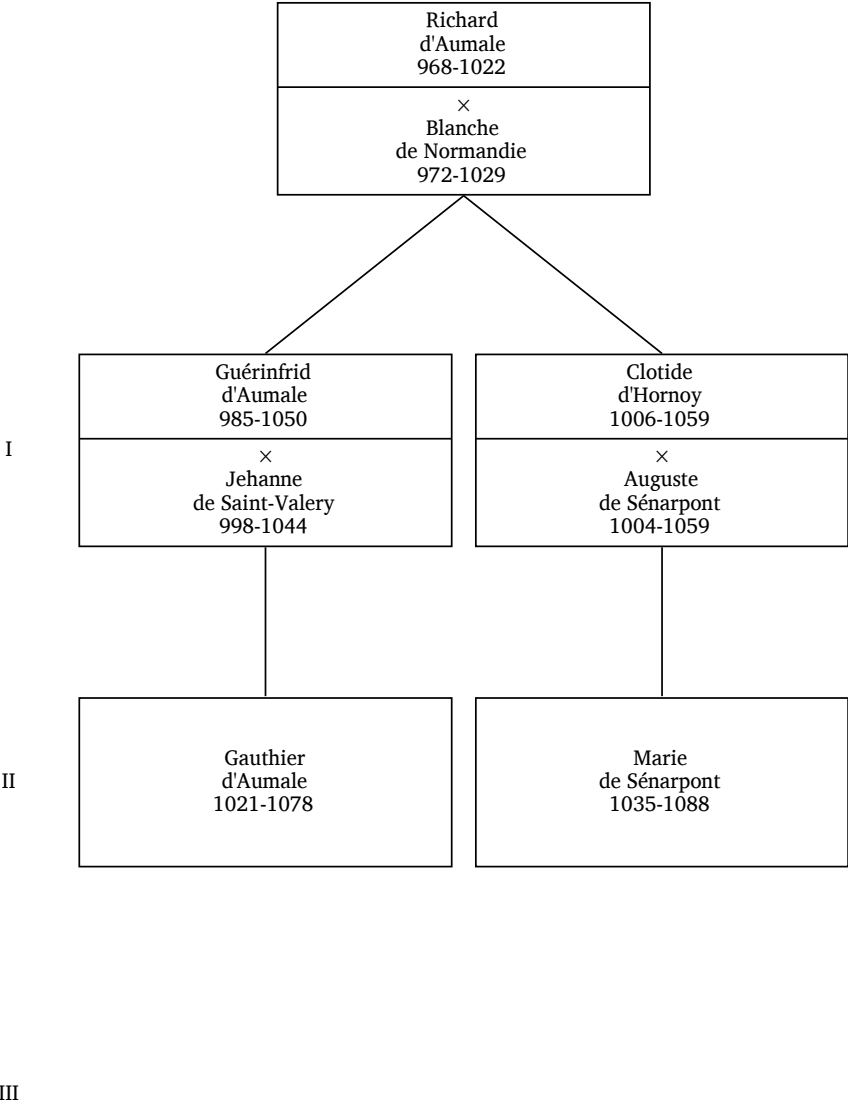 Richard
d'Aumale
968-1022
×
Blanche
de Normandie
972-1029
Guérinfrid
d'Aumale
985-1050
×
Jehanne
de Saint-Valery
998-1044
Clotide
d'Hornoy
1006-1059
×
Auguste
de Sénarpont
1004-1059
I
Gauthier
d'Aumale
1021-1078
Marie
de Sénarpont
1035-1088
II
III